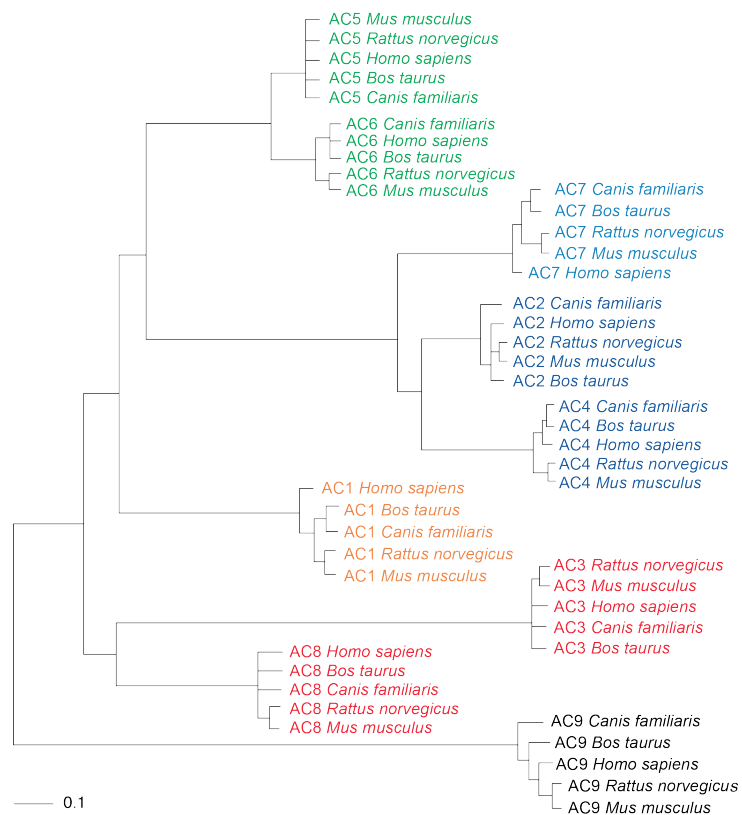 AC5 Mus musculus
AC5 Rattus norvegicus
AC5 Homo sapiens
AC5 Bos taurus
AC5 Canis familiaris
AC6 Canis familiaris
AC6 Homo sapiens
AC6 Bos taurus
AC6 Rattus norvegicus
AC6 Mus musculus
AC7 Canis familiaris
AC7 Bos taurus
AC7 Rattus norvegicus
AC7 Mus musculus
AC7 Homo sapiens
AC2 Canis familiaris
AC2 Homo sapiens
AC2 Rattus norvegicus
AC2 Mus musculus
AC2 Bos taurus
AC4 Canis familiaris
AC4 Bos taurus
AC4 Homo sapiens
AC4 Rattus norvegicus
AC4 Mus musculus
AC1 Homo sapiens
AC1 Bos taurus
AC1 Canis familiaris
AC1 Rattus norvegicus
AC1 Mus musculus
AC3 Rattus norvegicus
AC3 Mus musculus
AC3 Homo sapiens
AC3 Canis familiaris
AC3 Bos taurus
AC8 Homo sapiens
AC8 Bos taurus
AC8 Canis familiaris
AC8 Rattus norvegicus
AC8 Mus musculus
AC9 Canis familiaris
AC9 Bos taurus
AC9 Homo sapiens
AC9 Rattus norvegicus
AC9 Mus musculus
0.1